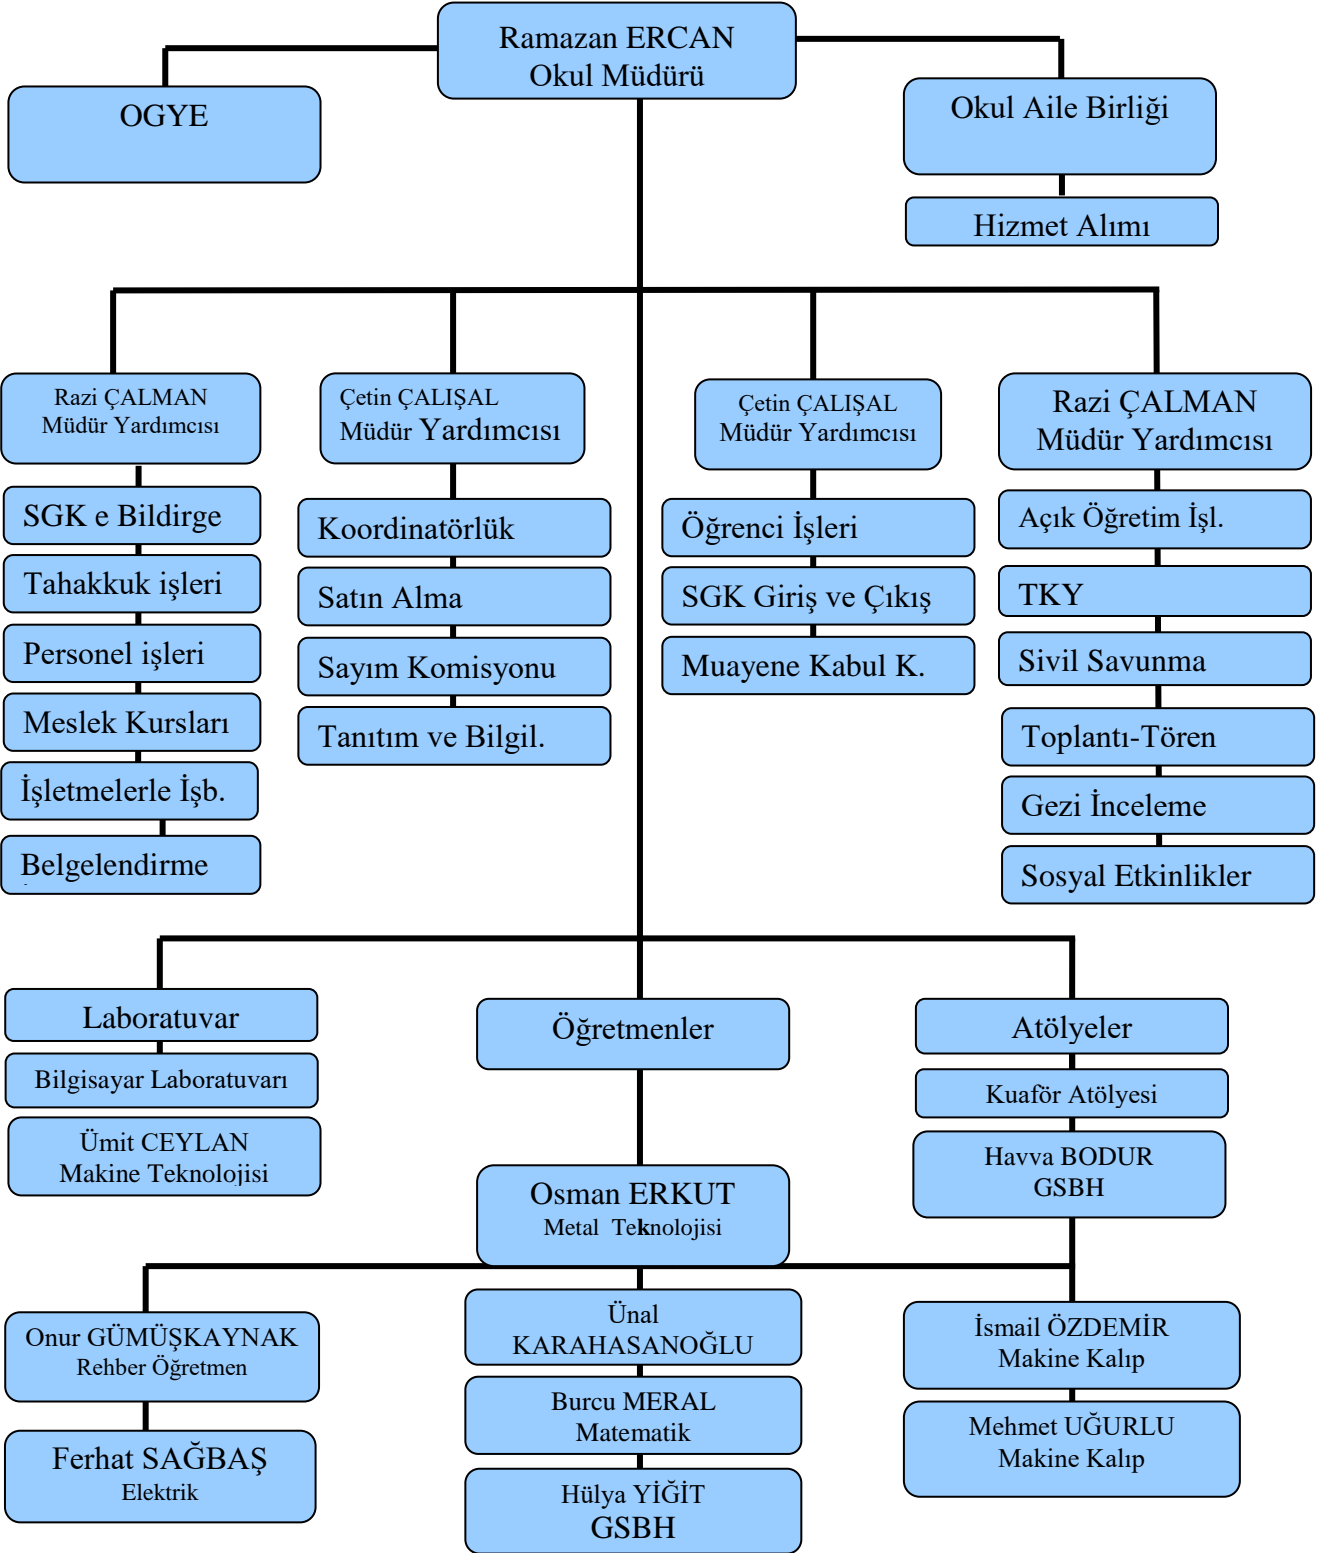 Ramazan ERCAN
Okul Müdürü
OGYE
Okul Aile Birliği
Hizmet Alımı
Razi ÇALMAN
Müdür Yardımcısı
SGK e Bildirge
Tahakkuk işleri
Personel işleri
Meslek Kursları
İşletmelerle İşb.
Belgelendirme
Çetin ÇALIŞAL
Müdür Yardımcısı
Koordinatörlük
Satın Alma
Sayım Komisyonu
Tanıtım ve Bilgil.
Çetin ÇALIŞAL
Müdür Yardımcısı
Öğrenci İşleri
SGK Giriş ve Çıkış
Muayene Kabul K.
Razi ÇALMAN
Müdür Yardımcısı
Açık Öğretim İşl.
TKY
Sivil Savunma
Toplantı-Tören
Gezi İnceleme
Sosyal Etkinlikler
Laboratuvar
Bilgisayar Laboratuvarı
Ümit CEYLAN
Makine Teknolojisi
Öğretmenler
Osman ERKUT
Metal Teknolojisi
Atölyeler
Kuaför Atölyesi
Havva BODUR
GSBH
Onur GÜMÜŞKAYNAK
Rehber Öğretmen
Ferhat SAĞBAŞ
Elektrik
Ünal
KARAHASANOĞLU
Burcu MERAL
Matematik
Hülya YİĞİT
GSBH
İsmail ÖZDEMİR
Makine Kalıp
Mehmet UĞURLU
Makine Kalıp